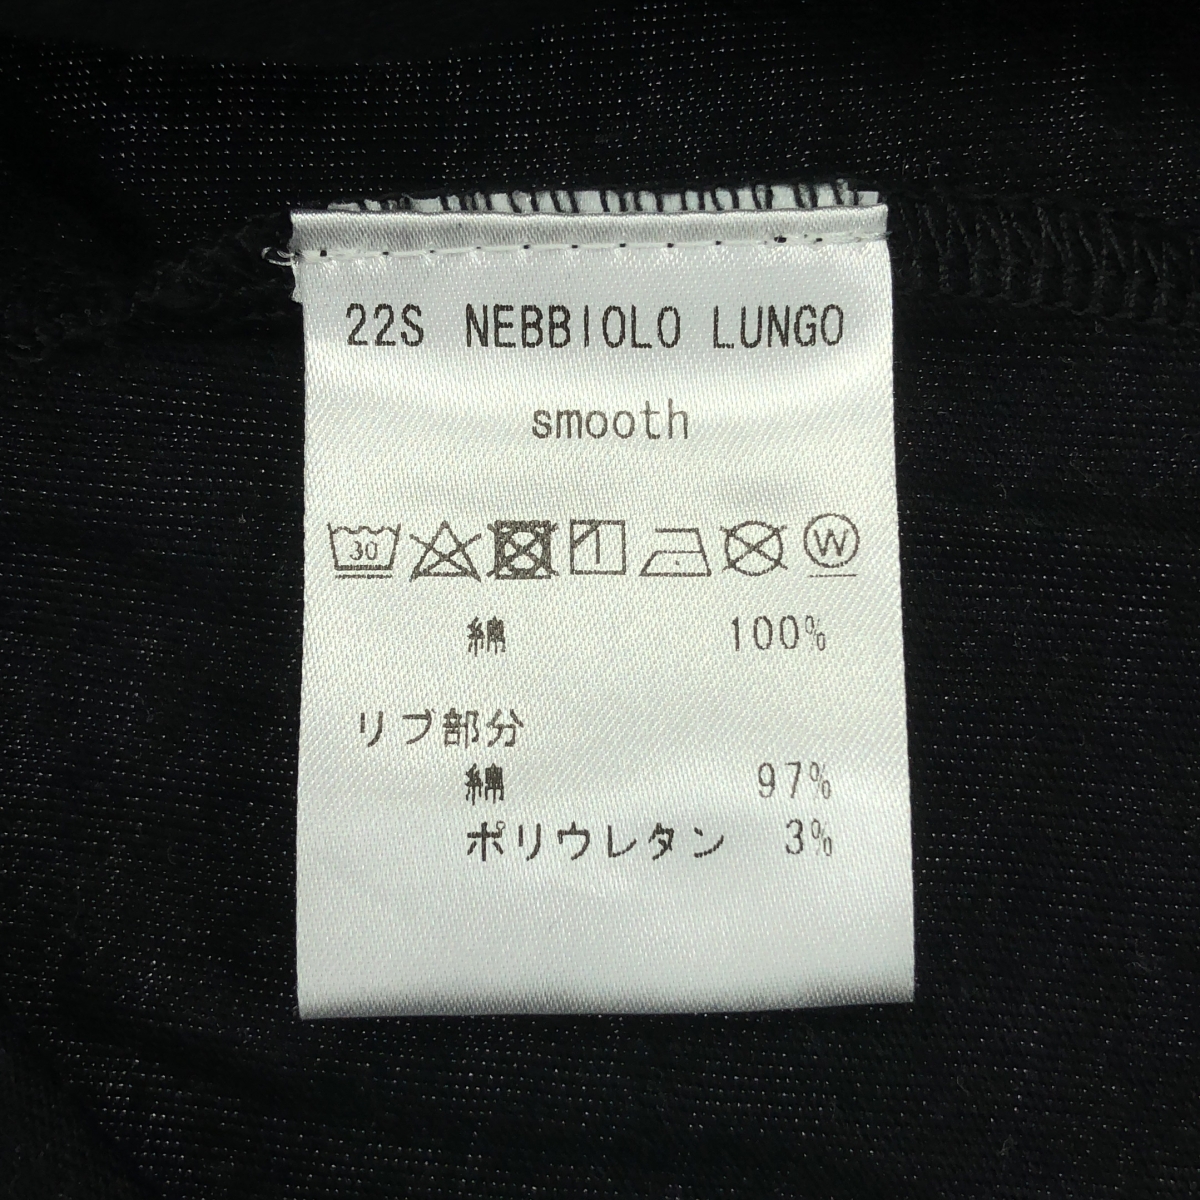 22S NEBBIOLO LUNGO
smooth
30 W
綿 100%
リブ部分
綿 97%
ポリウレタン 3%